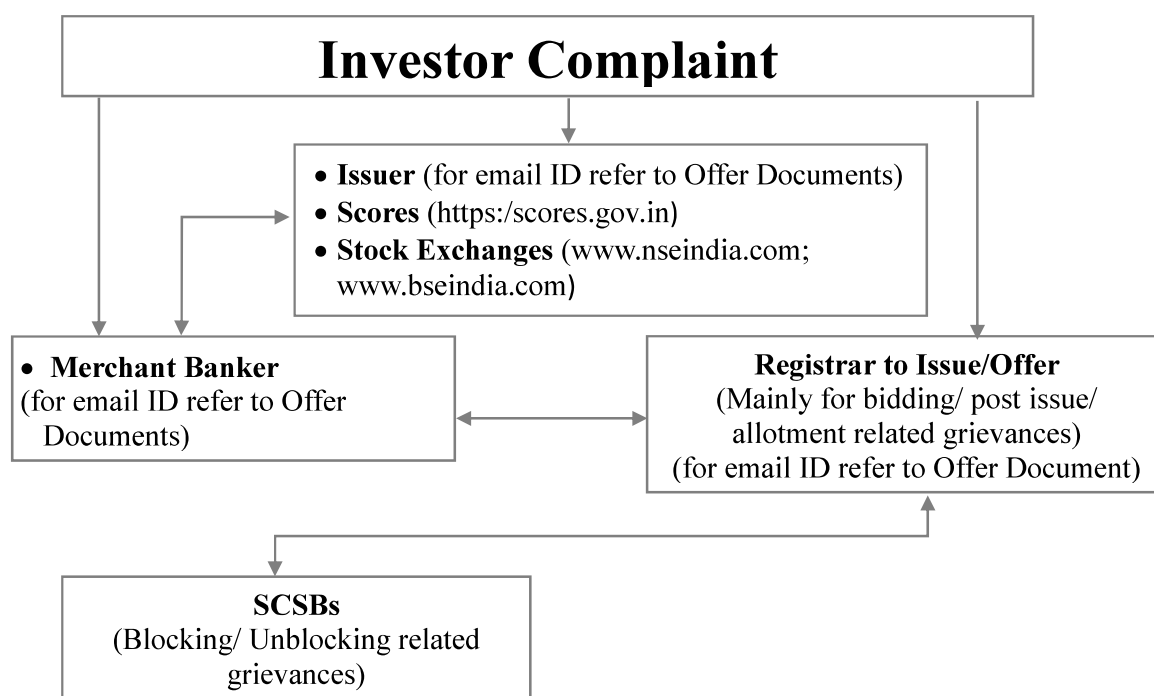 Investor Complaint
• Issuer (for email ID refer to Offer Documents)
• Scores (https:/scores.gov.in)
• Stock Exchanges (www.nseindia.com;
www.bseindia.com)
• Merchant Banker
(for email ID refer to Offer
Documents)
Registrar to Issue/Offer
(Mainly for bidding/ post issue/
allotment related grievances)
(for email ID refer to Offer Document)
SCSBs
(Blocking/ Unblocking related
grievances)